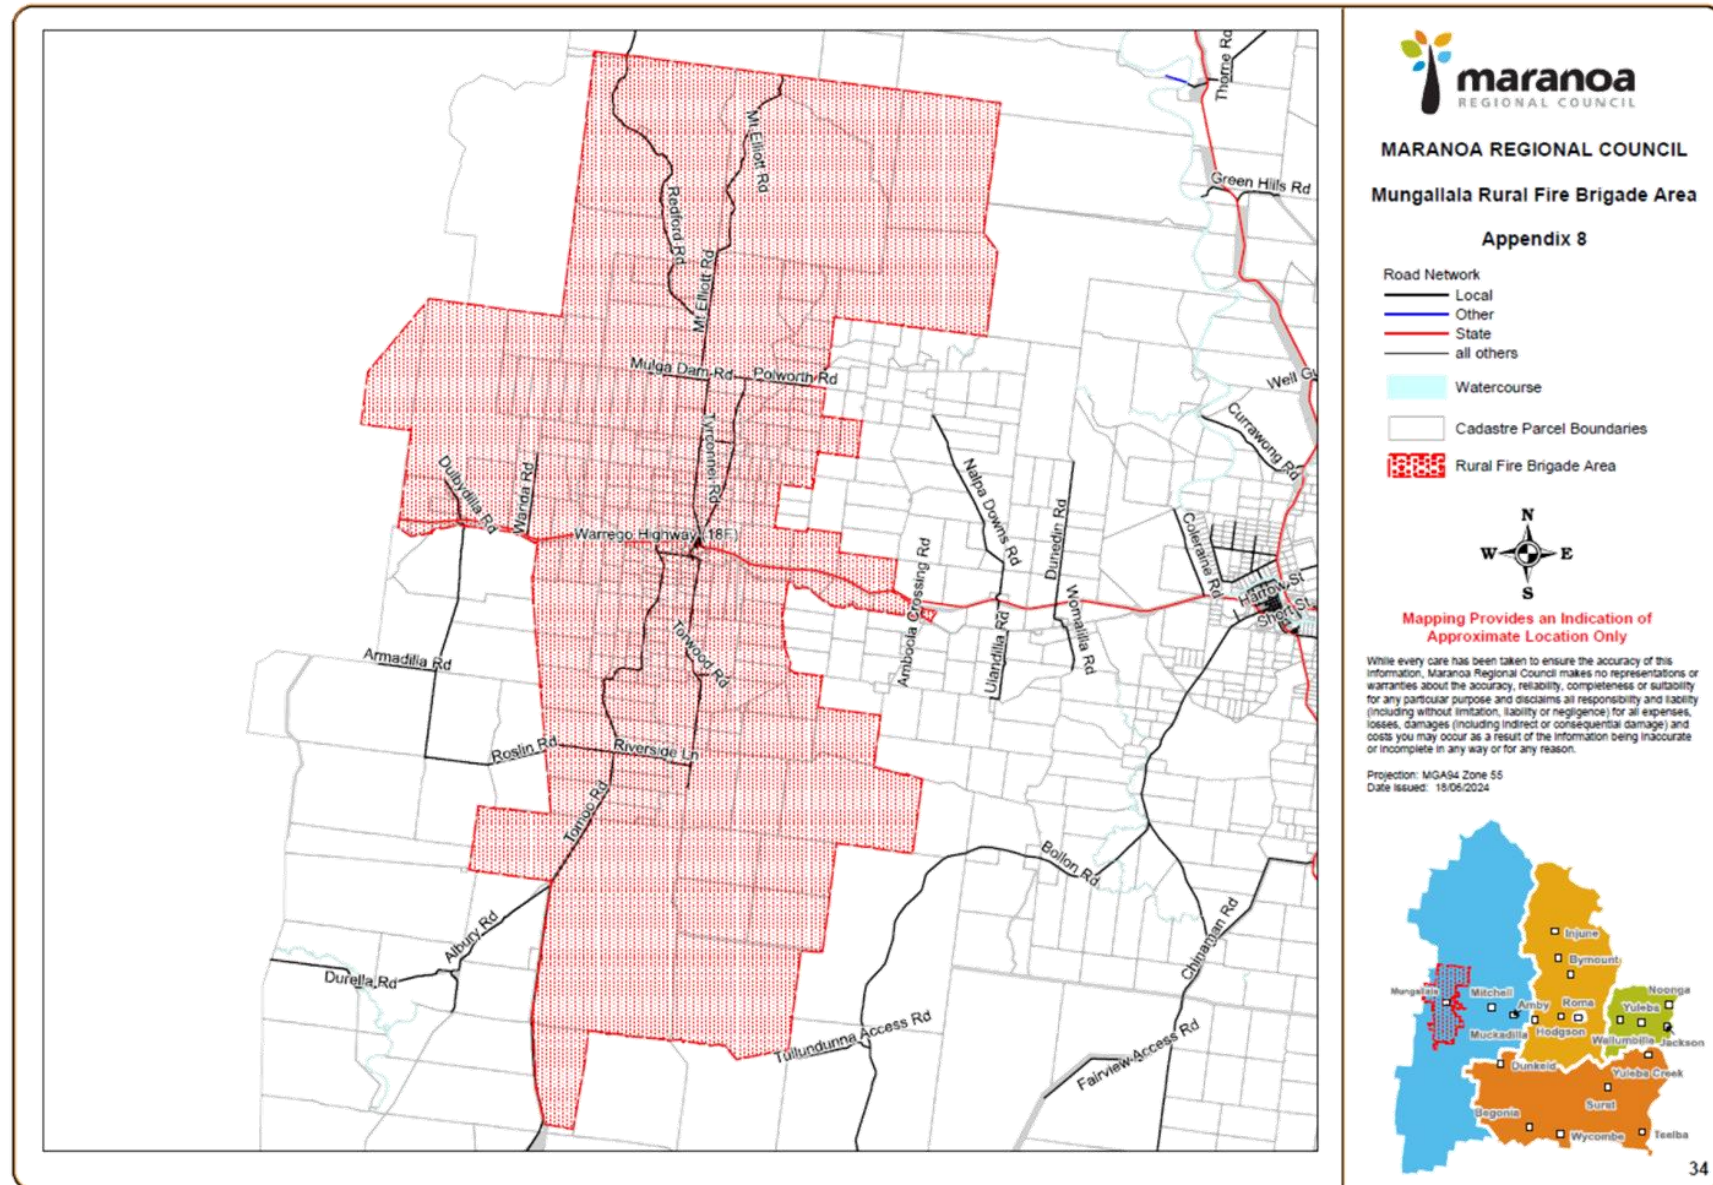 maranoa
REGIONAL COUNCIL
MARANOA REGIONAL COUNCIL
Mungallala Rural Fire Brigade Area
Appendix 8
Road Network
Local
Other
State
all others
Watercourse
Cadastre Parcel Boundaries
Rural Fire Brigade Area
N
W
E
S
Mapping Provides an Indication of
Approximate Location Only
While every care has been taken to ensure the accuracy of this
information, Maranoa Regional Council makes no representations or
warranties about the accuracy, reliability, completeness or suitability
for any particular purpose and disclaims all responsibility and liability
(including without limitation, liability or negligence) for all expenses,
losses, damages (including indirect or consequential damage) and
costs you may occur as a result of the information being inaccurate
or incomplete in any way or for any reason.
Projection: MGA94 Zone 55
Date Issued: 18/06/2024
Thorne Rd
Mt Elliott Rd
Green Hills Rd
Redford Rd
Mt Elliott Rd
Mulga Dam Rd
Polworth Rd
Well Gu
Currawong Rd
Tyrconnel Rd
Dulbydilla Rd
Warida Rd
Nalpa Downs Rd
Dunedin Rd
Coleraine Rd
Warrego Highway (18F)
Amboola Crossing Rd
Womalilla Rd
Harrow St
Short St
Ulandilla Rd
Torwood Rd
Armadilla Rd
Roslin Rd
Riverside Ln
Tomoo Rd
Bollon Rd
Albury Rd
Chinaman Rd
Durella Rd
Tullundunna Access Rd
Fairview Access Rd
Injune
Bymount
Noonga
Mungallala
Mitchell
Amby
Roma
Yuleba
Muckadilla
Hodgson
Wallumbilla
Jackson
Dunkeld
Yuleba Creek
Surat
Begonia
Wycombe
Teelba
34